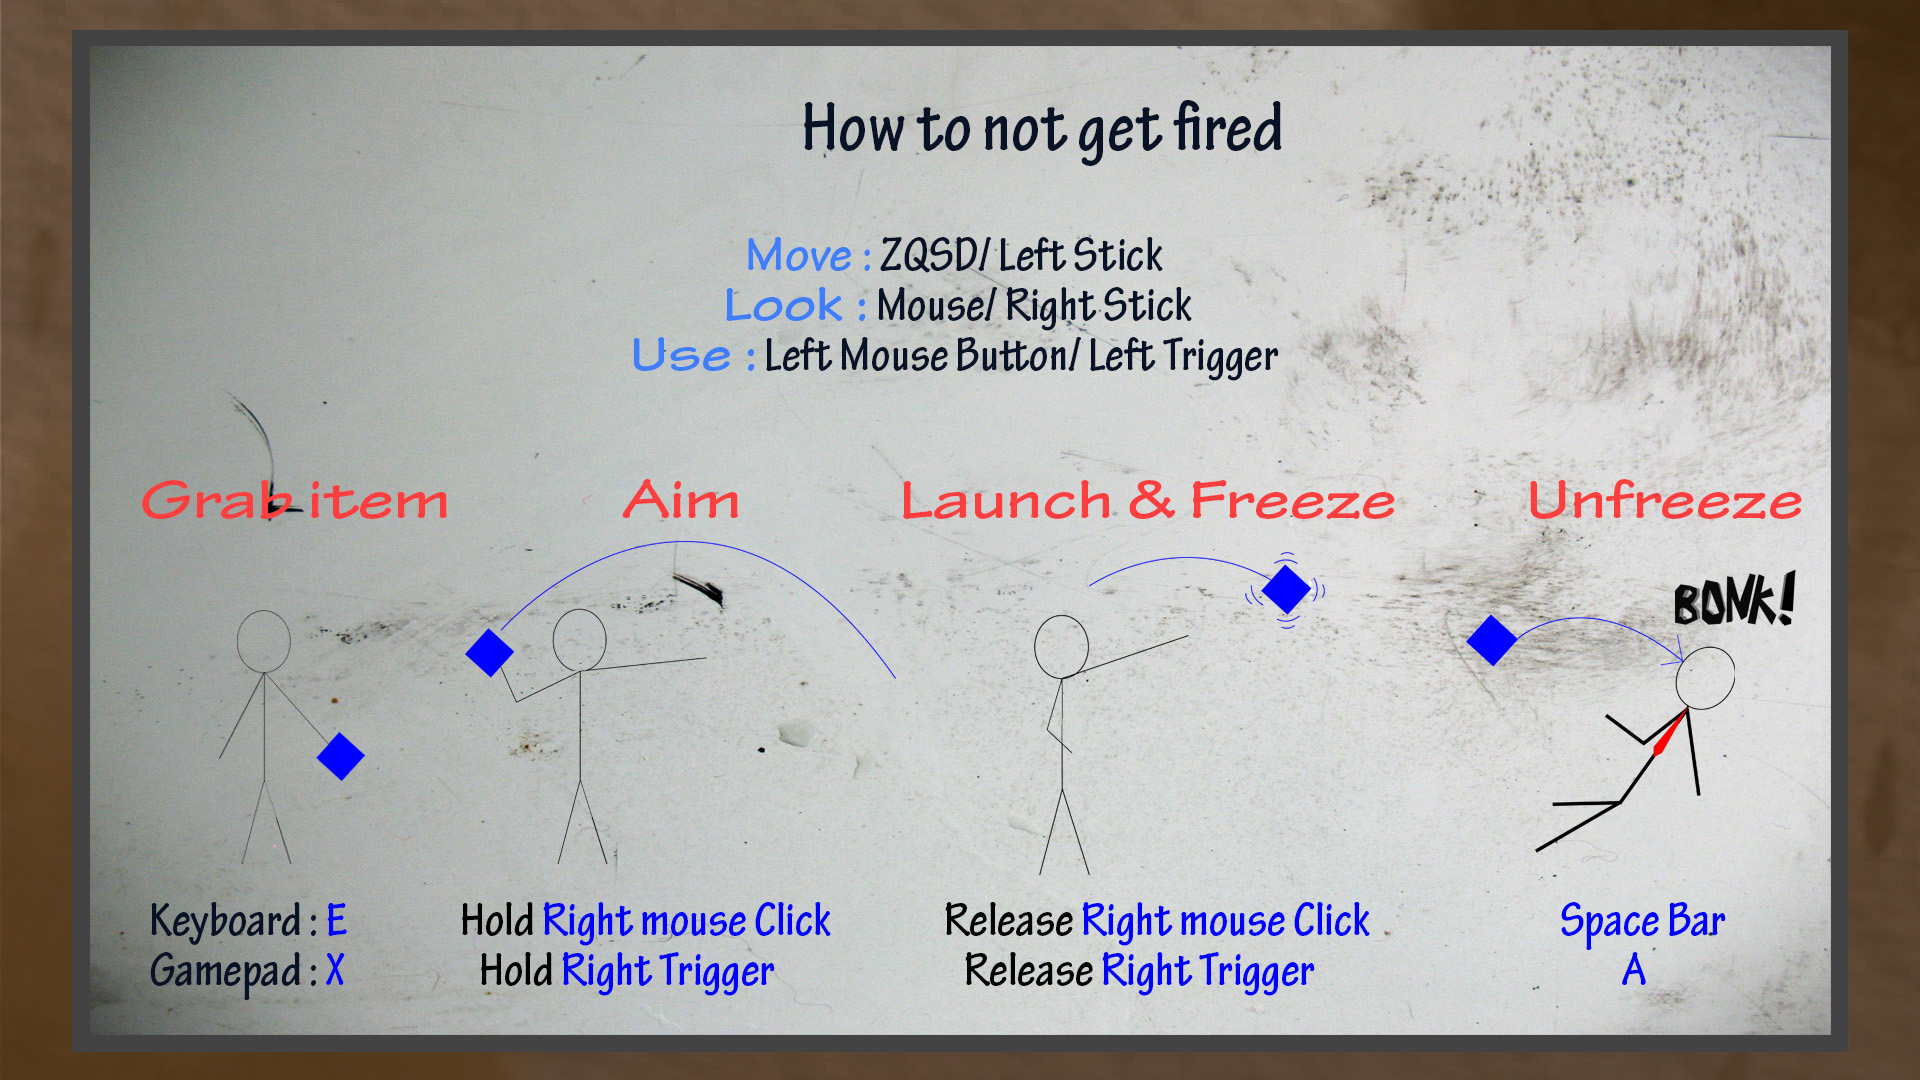 How to not get fired
Move : ZQSD/ Left Stick
Look : Mouse/ Right Stick
Use : Left Mouse Button/ Left Trigger
Grab item
Aim
Launch & Freeze
Unfreeze
BONK!
Keyboard : E
Gamepad : X
Hold Right mouse Click
Hold Right Trigger
Release Right mouse Click
Release Right Trigger
Space Bar
A